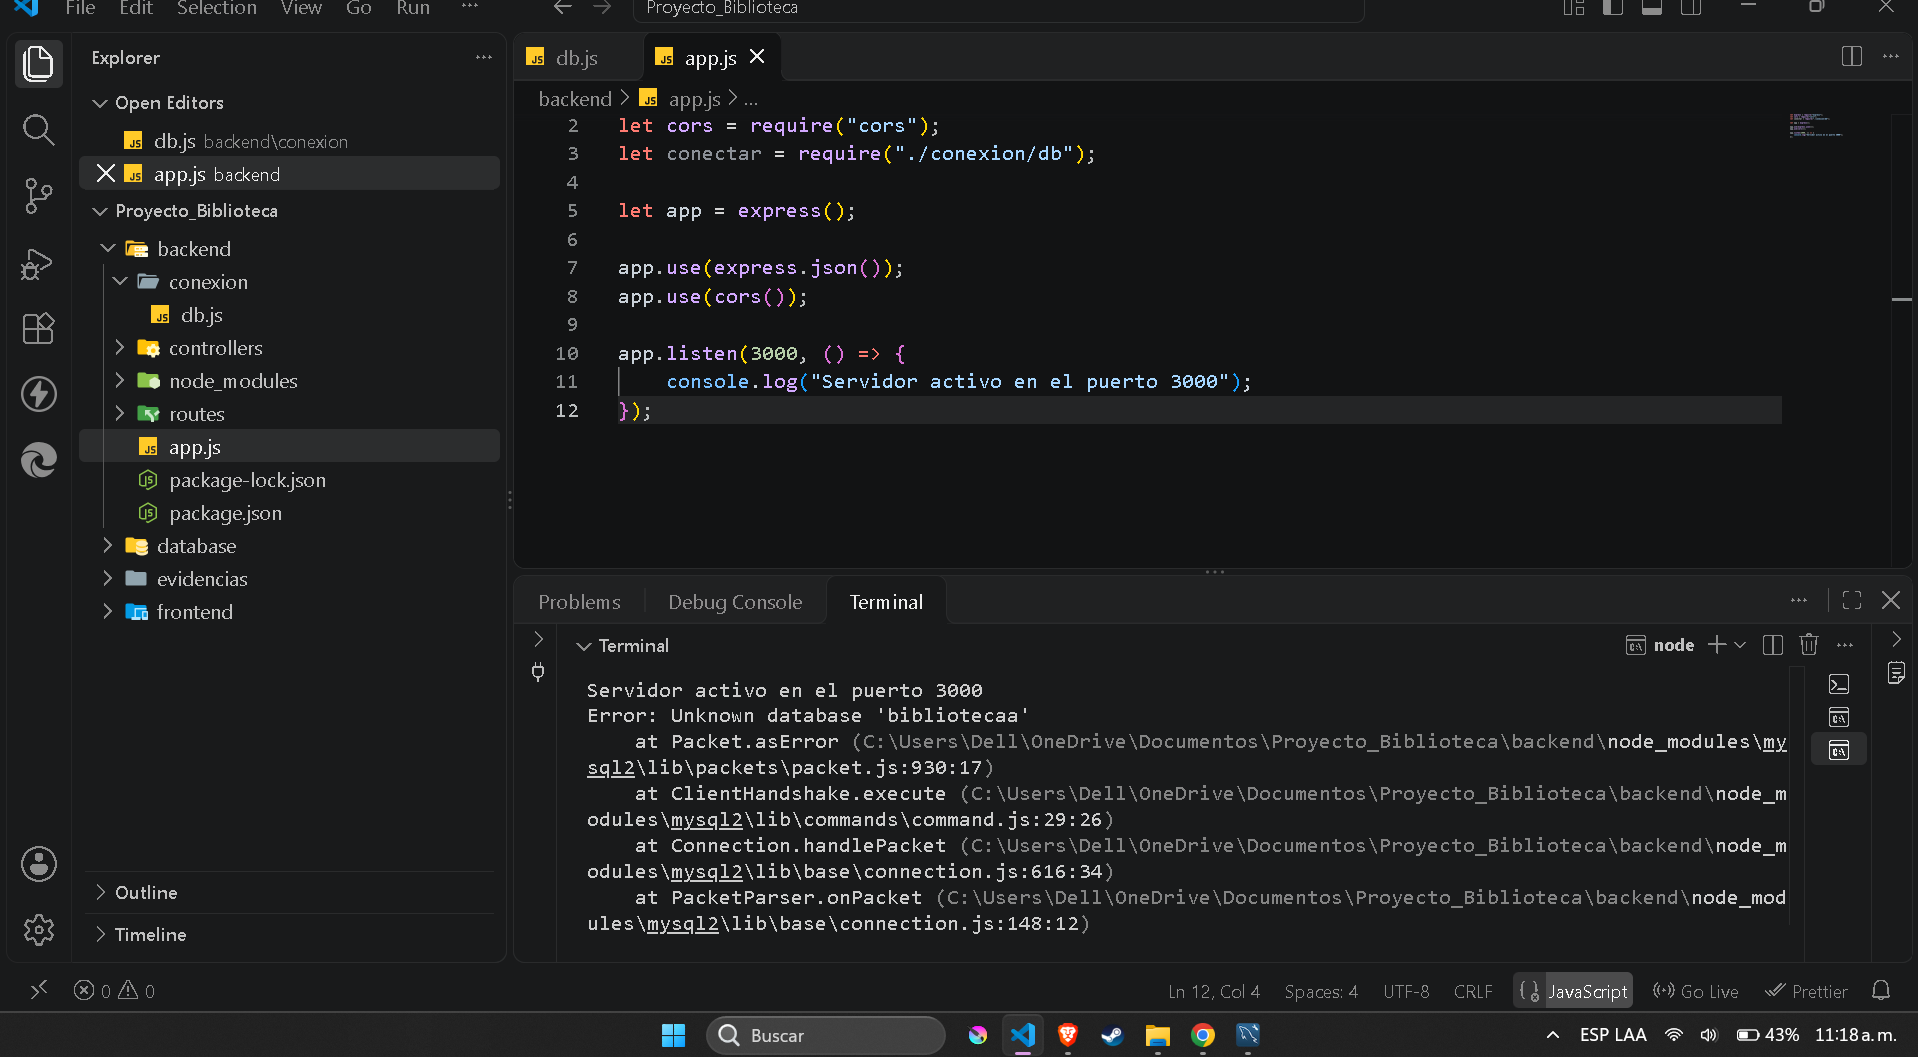 File Edit Selection View Go Run ... Proyecto_Biblioteca
Explorer ...
Open Editors
JS db.js backend\conexion
JS app.js backend
Proyecto_Biblioteca
backend
conexion
JS db.js
controllers
node_modules
routes
JS app.js
package-lock.json
package.json
database
evidencias
frontend
Outline
Timeline
JS db.js JS app.js ...
backend > JS app.js > ...
2 let cors = require("cors");
3 let conectar = require("./conexion/db");
4
5 let app = express();
6
7 app.use(express.json());
8 app.use(cors());
9
10 app.listen(3000, () => {
11 console.log("Servidor activo en el puerto 3000");
12 });
Problems Debug Console Terminal ...
Terminal node ...
Servidor activo en el puerto 3000
Error: Unknown database 'bibliotecaa'
at Packet.asError (C:\Users\Dell\OneDrive\Documentos\Proyecto_Biblioteca\backend\node_modules\my
sql2\lib\packets\packet.js:930:17)
at ClientHandshake.execute (C:\Users\Dell\OneDrive\Documentos\Proyecto_Biblioteca\backend\node_m
odules\mysql2\lib\commands\command.js:29:26)
at Connection.handlePacket (C:\Users\Dell\OneDrive\Documentos\Proyecto_Biblioteca\backend\node_m
odules\mysql2\lib\base\connection.js:616:34)
at PacketParser.onPacket (C:\Users\Dell\OneDrive\Documentos\Proyecto_Biblioteca\backend\node_mod
ules\mysql2\lib\base\connection.js:148:12)
0 0 Ln 12, Col 4 Spaces: 4 UTF-8 CRLF JavaScript Go Live Prettier
Buscar ESP LAA 43% 11:18 a. m.